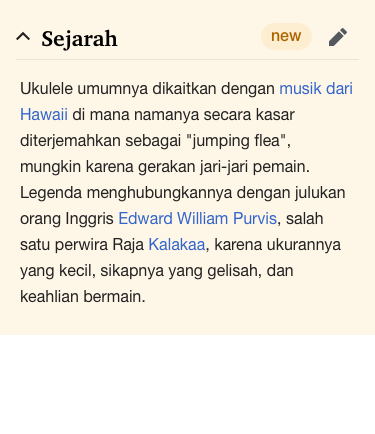 Sejarah
new
Ukulele umumnya dikaitkan dengan musik dari
Hawaii di mana namanya secara kasar
diterjemahkan sebagai "jumping flea",
mungkin karena gerakan jari-jari pemain.
Legenda menghubungkannya dengan julukan
orang Inggris Edward William Purvis, salah
satu perwira Raja Kalakaa, karena ukurannya
yang kecil, sikapnya yang gelisah, dan
keahlian bermain.